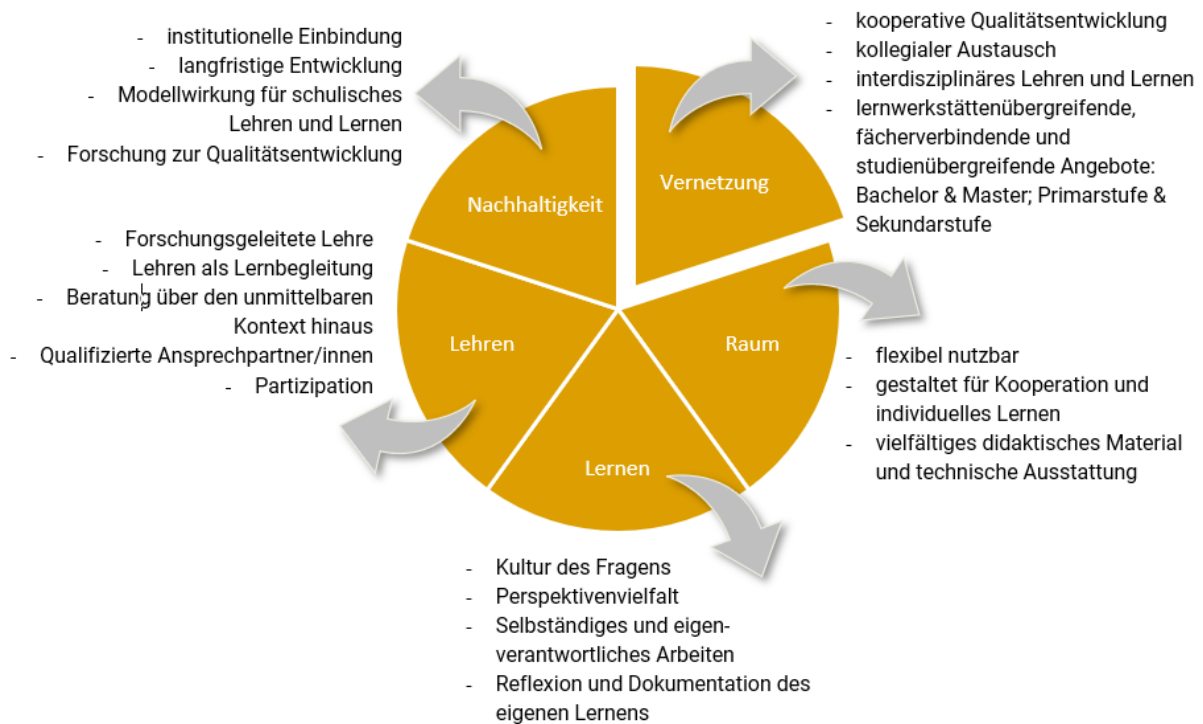 - institutionelle Einbindung
- langfristige Entwicklung
- Modellwirkung für schulisches
Lehren und Lernen
- Forschung zur Qualitätsentwicklung
Nachhaltigkeit
- kooperative Qualitätsentwicklung
- kollegialer Austausch
- interdisziplinäres Lehren und Lernen
- lernwerkstättenübergreifende,
fächerverbindende und
studienübergreifende Angebote:
Bachelor & Master; Primarstufe &
Sekundarstufe
Vernetzung
- Forschungsgeleitete Lehre
- Lehren als Lernbegleitung
- Beratung über den unmittelbaren
Kontext hinaus
- Qualifizierte Ansprechpartner/innen
- Partizipation
Lehren
Raum
- flexibel nutzbar
- gestaltet für Kooperation und
individuelles Lernen
- vielfältiges didaktisches Material
und technische Ausstattung
Lernen
- Kultur des Fragens
- Perspektivenvielfalt
- Selbständiges und eigen-
verantwortliches Arbeiten
- Reflexion und Dokumentation des
eigenen Lernens